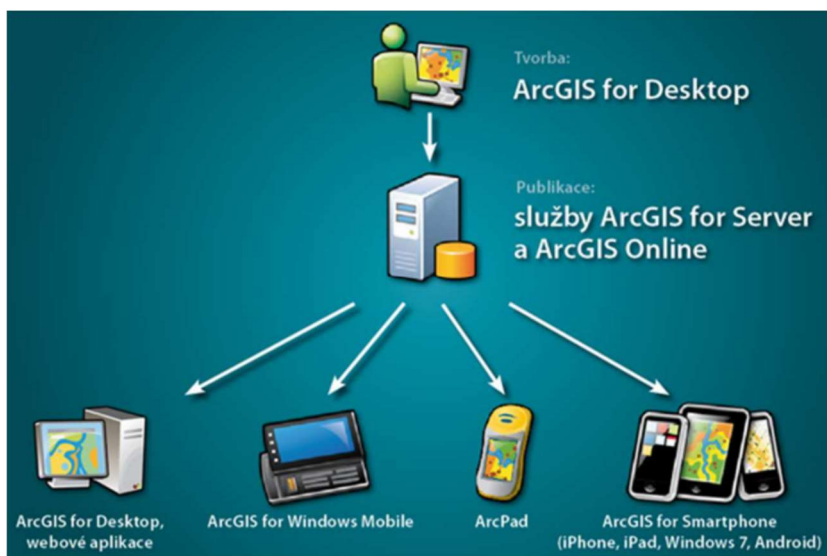 Tvorba:
ArcGIS for Desktop
Publikace:
služby ArcGIS for Server
a ArcGIS Online
ArcGIS for Desktop,
webové aplikace
ArcGIS for Windows Mobile
ArcPad
ArcGIS for Smartphone
(iPhone, iPad, Windows 7, Android)